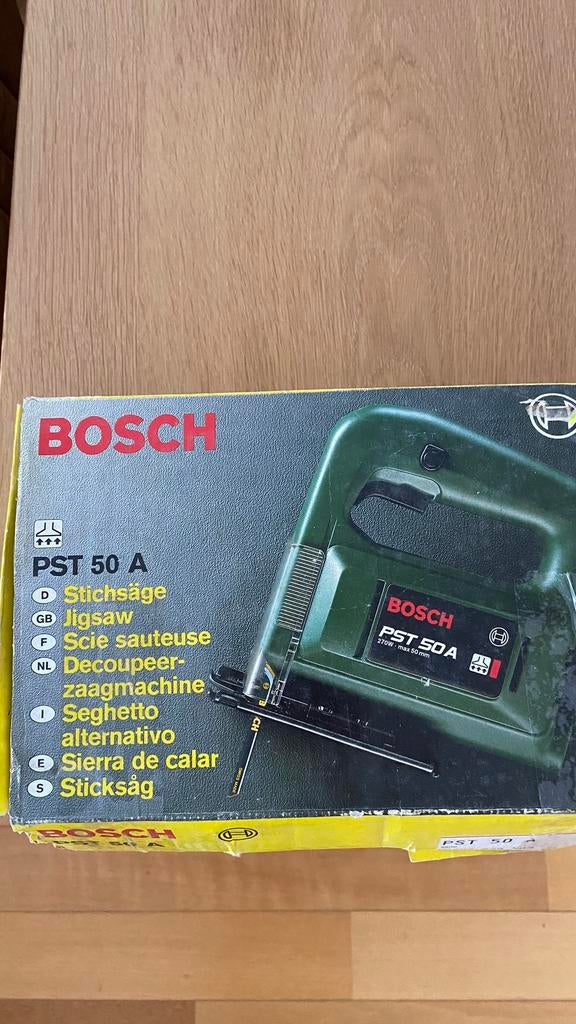 BOSCH
PST 50 A
D Stichsäge
GB Jigsaw
F Scie sauteuse
NL Decoupeer-
zaagmachine
I Seghetto
alternativo
E Sierra de calar
S Sticksåg
BOSCH
PST 50 A
270W · max 50 mm
BOSCH
BOSCH
PST 50 A
PST 50 A